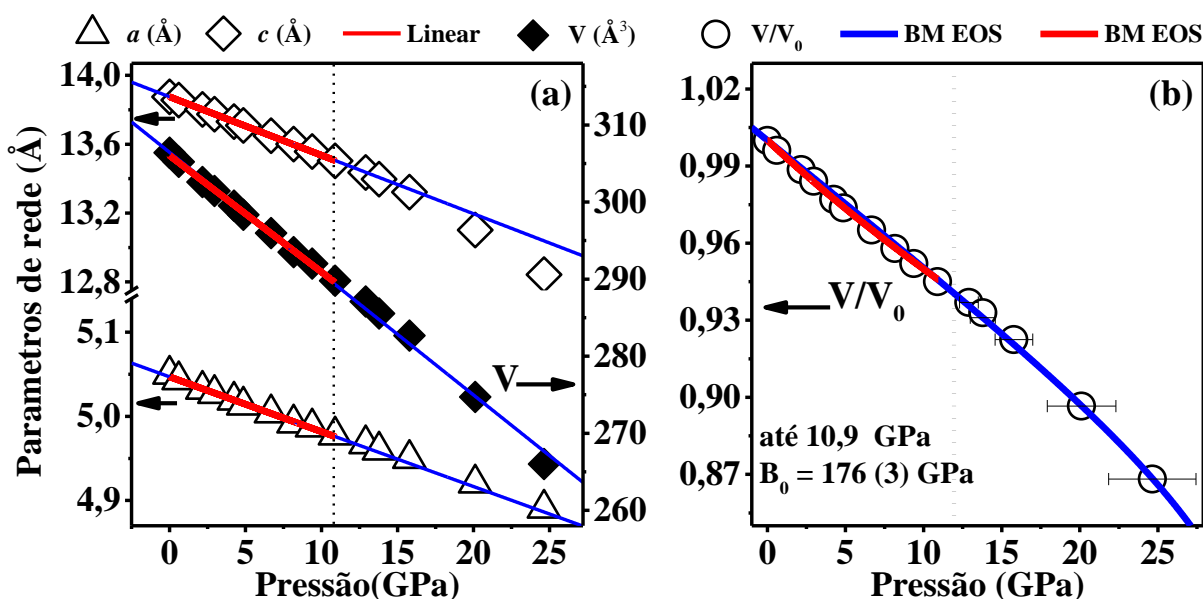 a (Å) c (Å) Linear V (Å³)
V/V₀ BM EOS BM EOS
(a)
14,0
13,6
13,2
12,8
5,1
5,0
4,9
Parametros de rede (Å)
310
300
290
280
270
260
V
0 5 10 15 20 25
Pressão(GPa)
(b)
1,02
0,99
0,96
0,93
0,90
0,87
V/V₀
até 10,9 GPa
B₀ = 176 (3) GPa
0 5 10 15 20 25
Pressão (GPa)